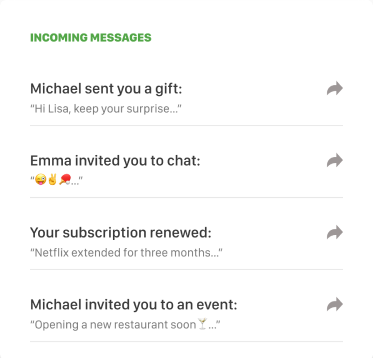 INCOMING MESSAGES
Michael sent you a gift:
“Hi Lisa, keep your surprise...”
Emma invited you to chat:
“😜✌️🏓...”
Your subscription renewed:
“Netflix extended for three months...”
Michael invited you to an event:
“Opening a new restaurant soon🍸...”